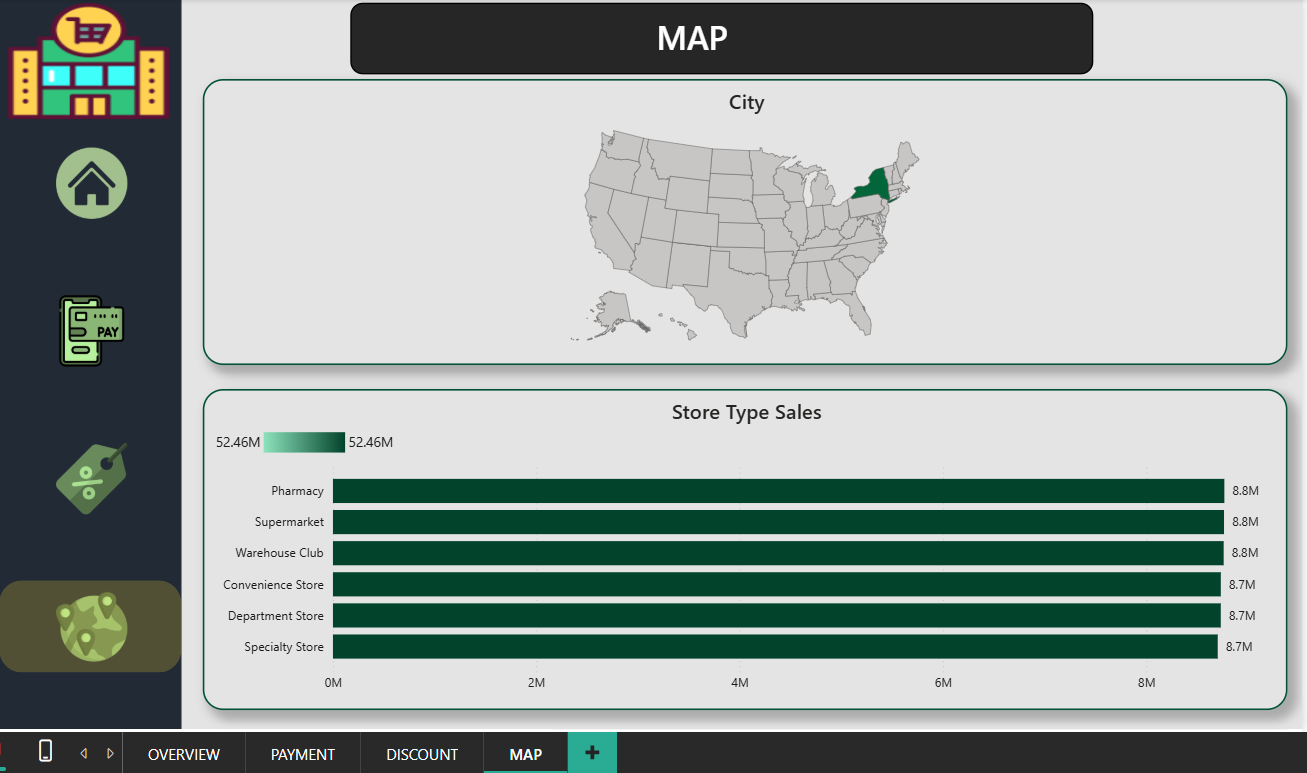 MAP
City
PAY
Store Type Sales
52.46M 52.46M
Pharmacy 8.8M
Supermarket 8.8M
Warehouse Club 8.8M
Convenience Store 8.7M
Department Store 8.7M
Specialty Store 8.7M
0M 2M 4M 6M 8M
OVERVIEW PAYMENT DISCOUNT MAP +